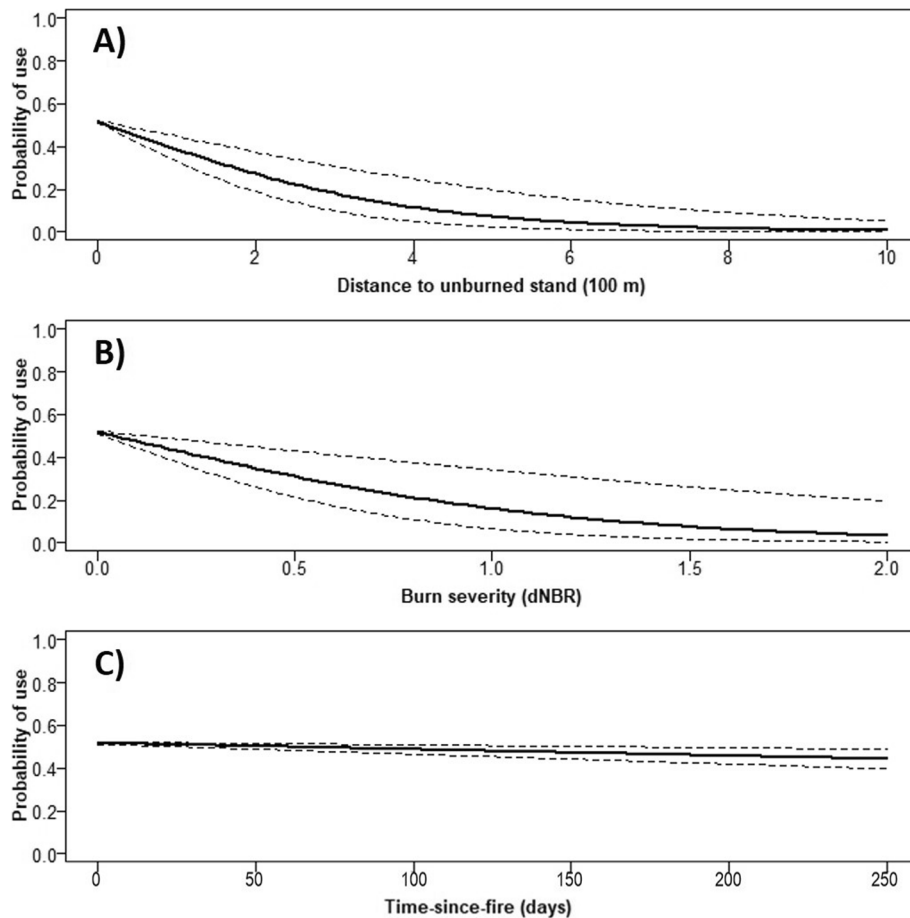 A)
Probability of use
1.0
0.8
0.6
0.4
0.2
0.0
0 2 4 6 8 10
Distance to unburned stand (100 m)
B)
Probability of use
1.0
0.8
0.6
0.4
0.2
0.0
0.0 0.5 1.0 1.5 2.0
Burn severity (dNBR)
C)
Probability of use
1.0
0.8
0.6
0.4
0.2
0.0
0 50 100 150 200 250
Time-since-fire (days)